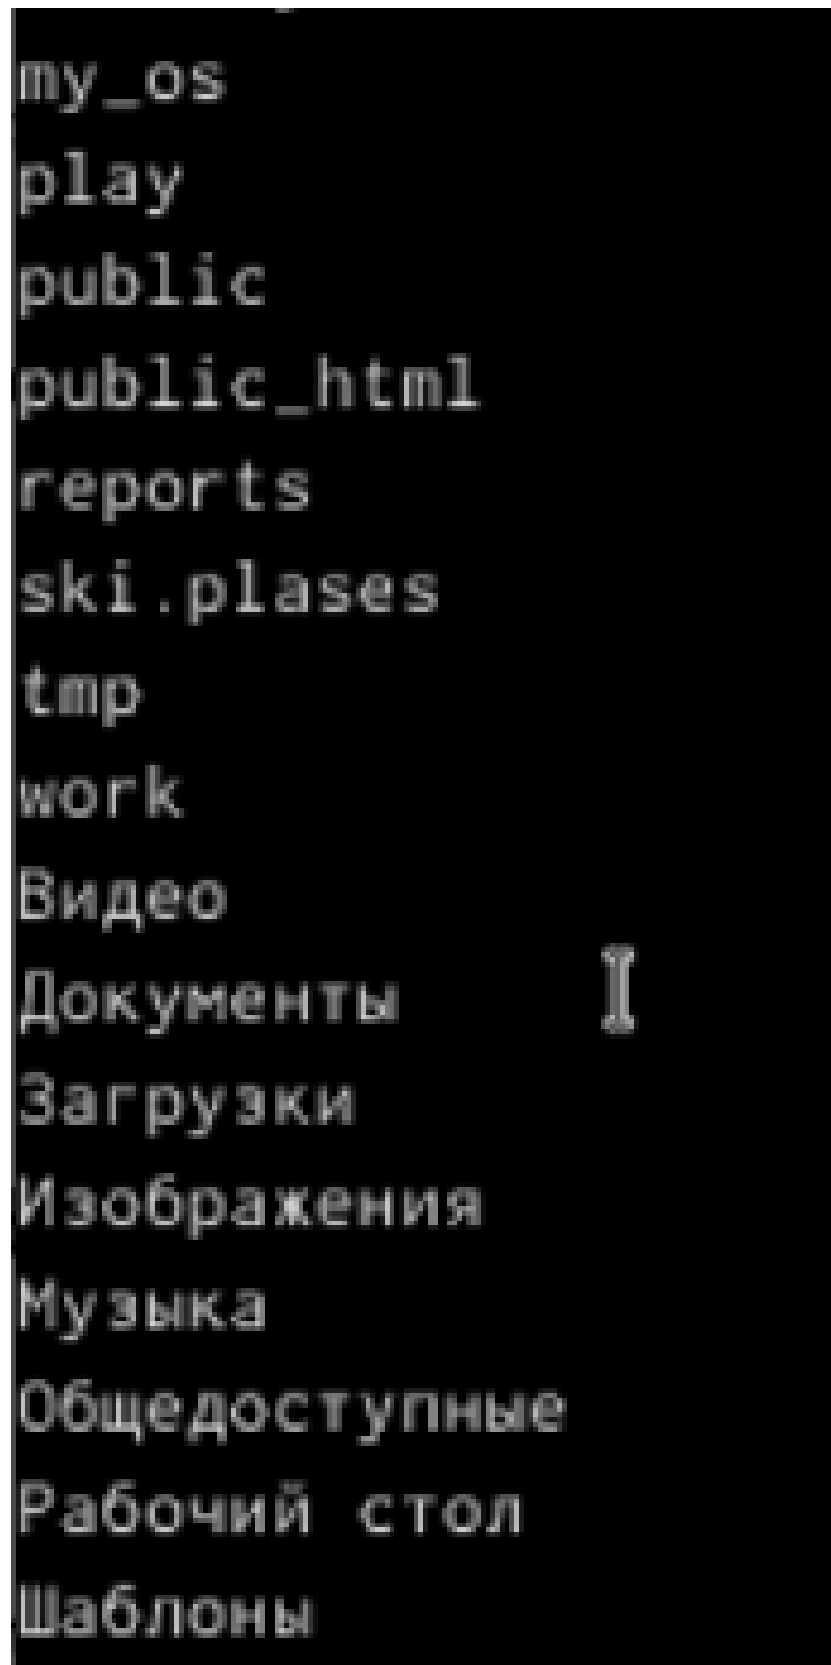 my_os
play
public
public_html
reports
ski.plases
tmp
work
Видео
Документы
Загрузки
Изображения
Музыка
Общедоступные
Рабочий стол
Шаблоны